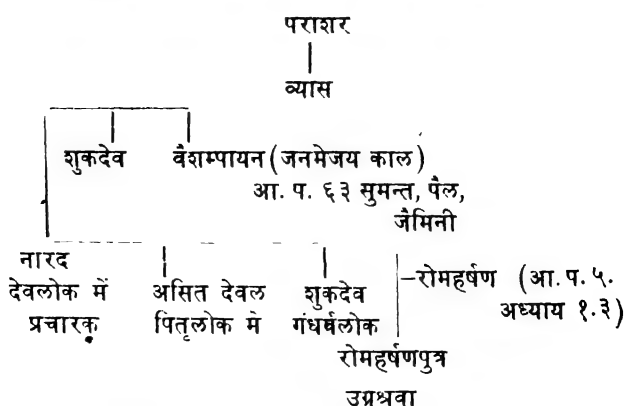 पराशर
व्यास
शुकदेव वैशम्पायन (जनमेजय काल)
आ. प. ६३ सुमन्त, पैल,
जैमिनी
नारद
देवलोक में
प्रचारक
असित देवल
पितृलोक मे
शुकदेव
गंधर्वलोक
–रोमहर्षण (आ. प. ५.
अध्याय १.३)
रोमहर्षणपुत्र
उग्रश्रवा